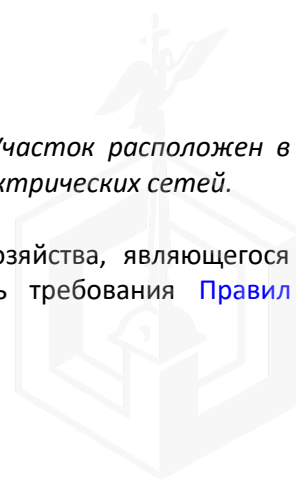 Участок расположен в
ктрических сетей.
озяйства, являющегося
ь требования Правил